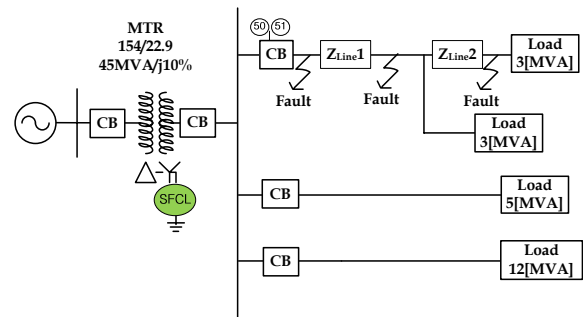 MTR
154/22.9
45MVA/j10%
CB
CB
SFCL
50 51
CB
ZLine1
ZLine2
Load
3[MVA]
Fault
Fault
Fault
Load
3[MVA]
CB
Load
5[MVA]
CB
Load
12[MVA]